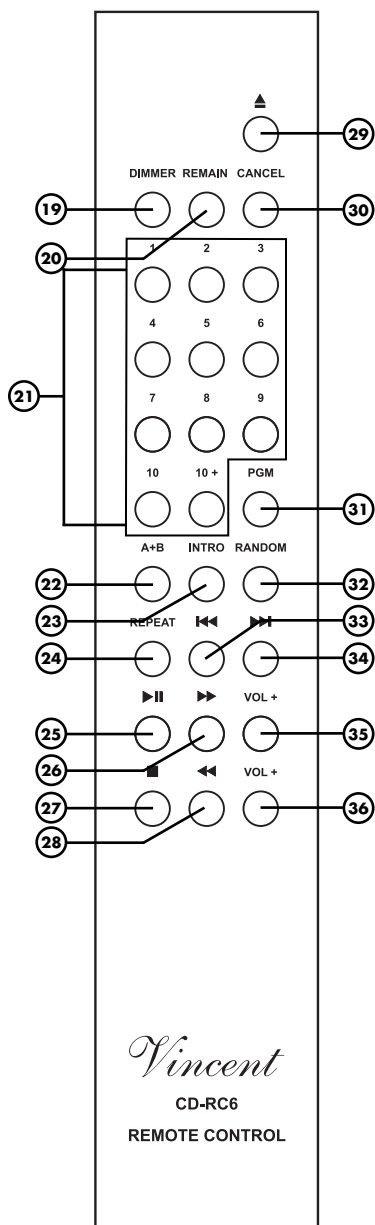 29
DIMMER REMAIN CANCEL
19 30
20
1 2 3
4 5 6
21
7 8 9
10 10 + PGM
31
A+B INTRO RANDOM
22 32
23 33
REPEAT
24 34
VOL +
25 35
26
VOL +
27 36
28
Vincent
CD-RC6
REMOTE CONTROL